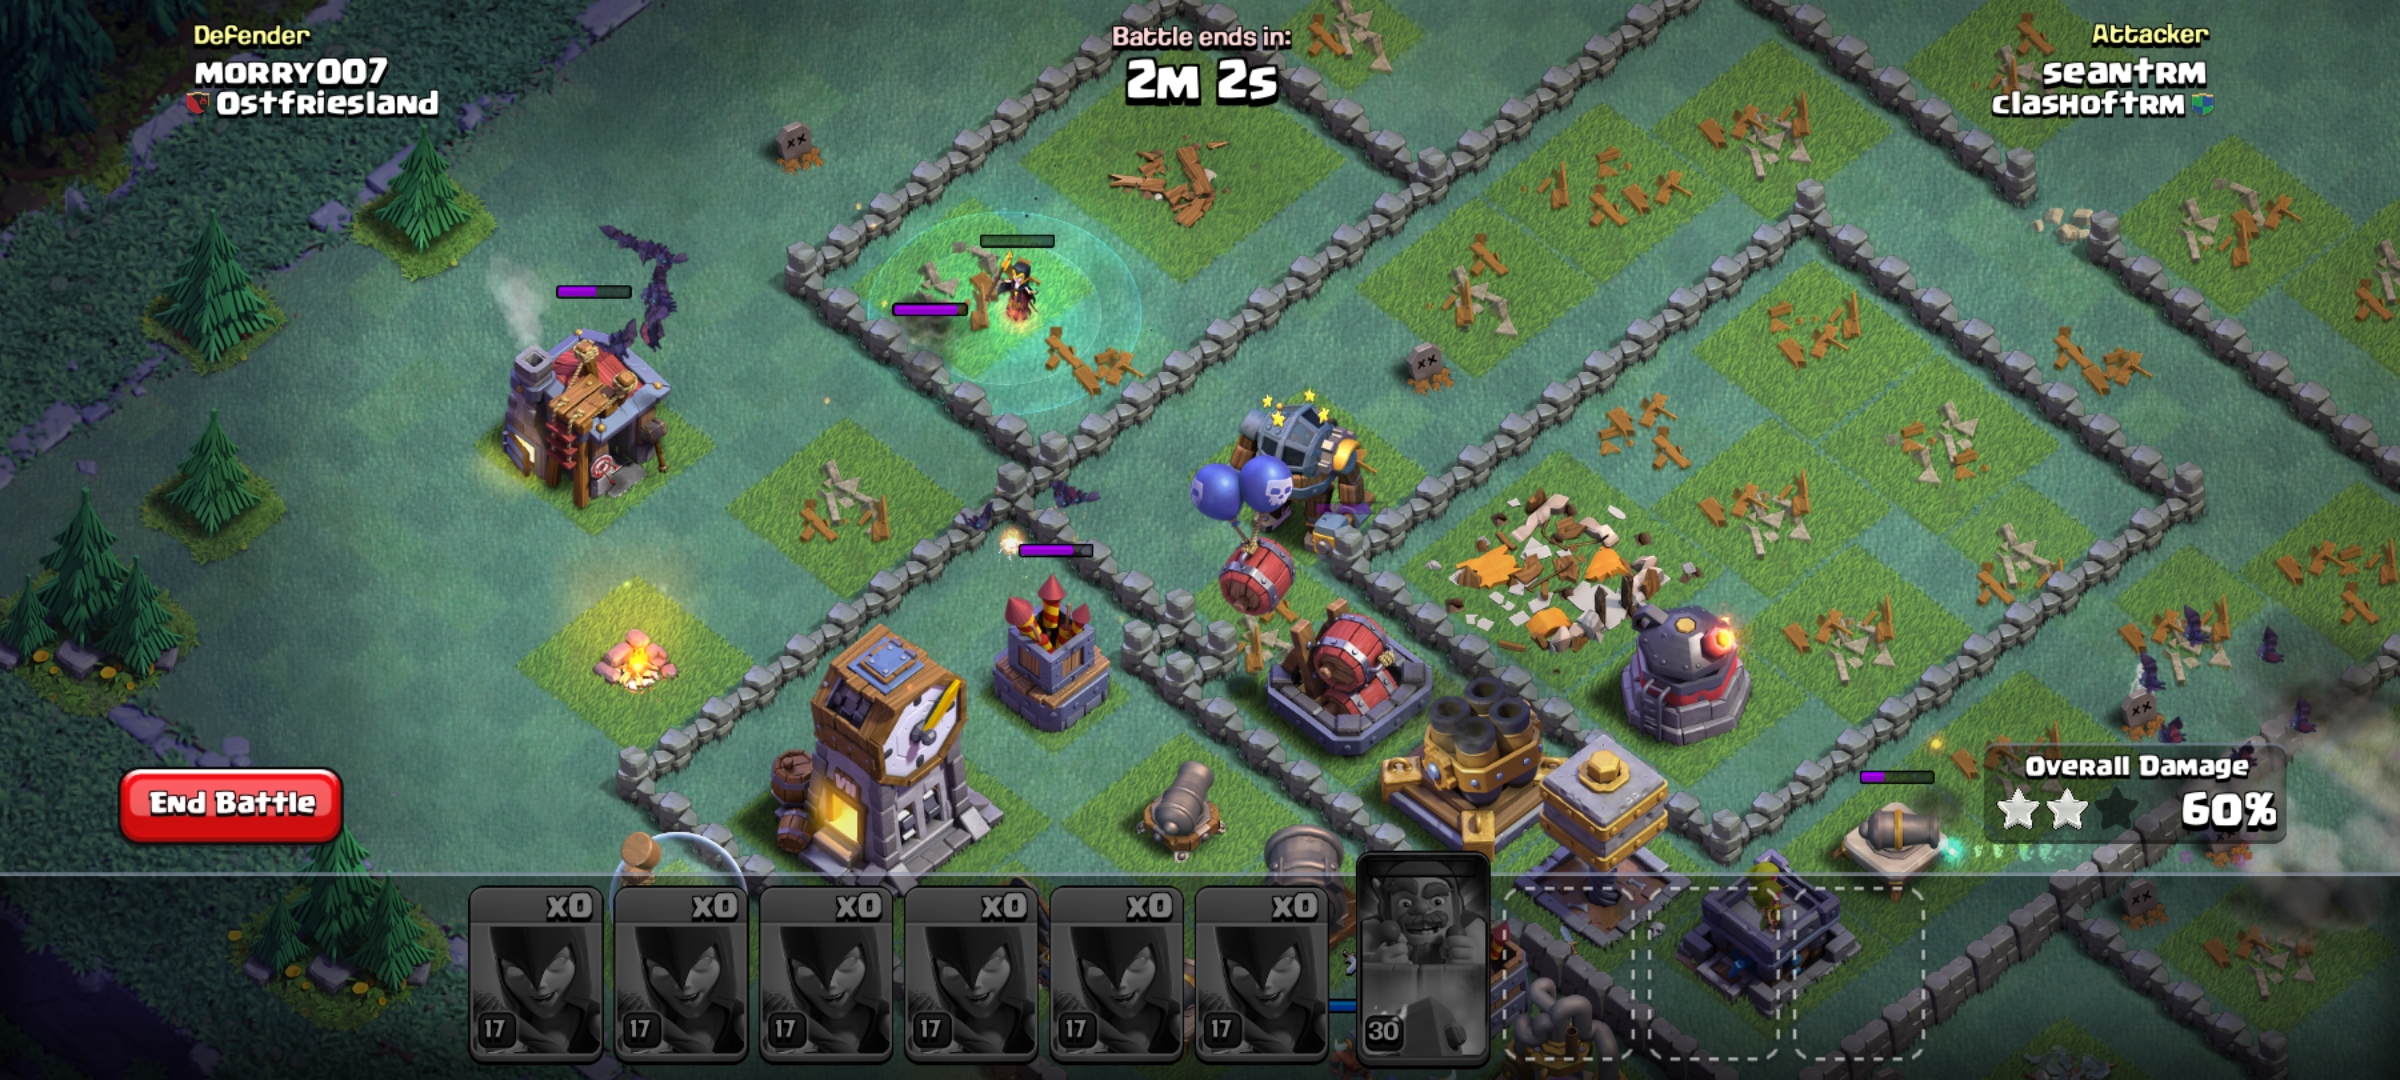 Defender
MORRY007
Ostfriesland
Battle ends in:
2M 2s
Attacker
seantRM
clashoftRM
End Battle
Overall Damage
60%
x0
x0
x0
x0
x0
x0
17
17
17
17
17
17
30